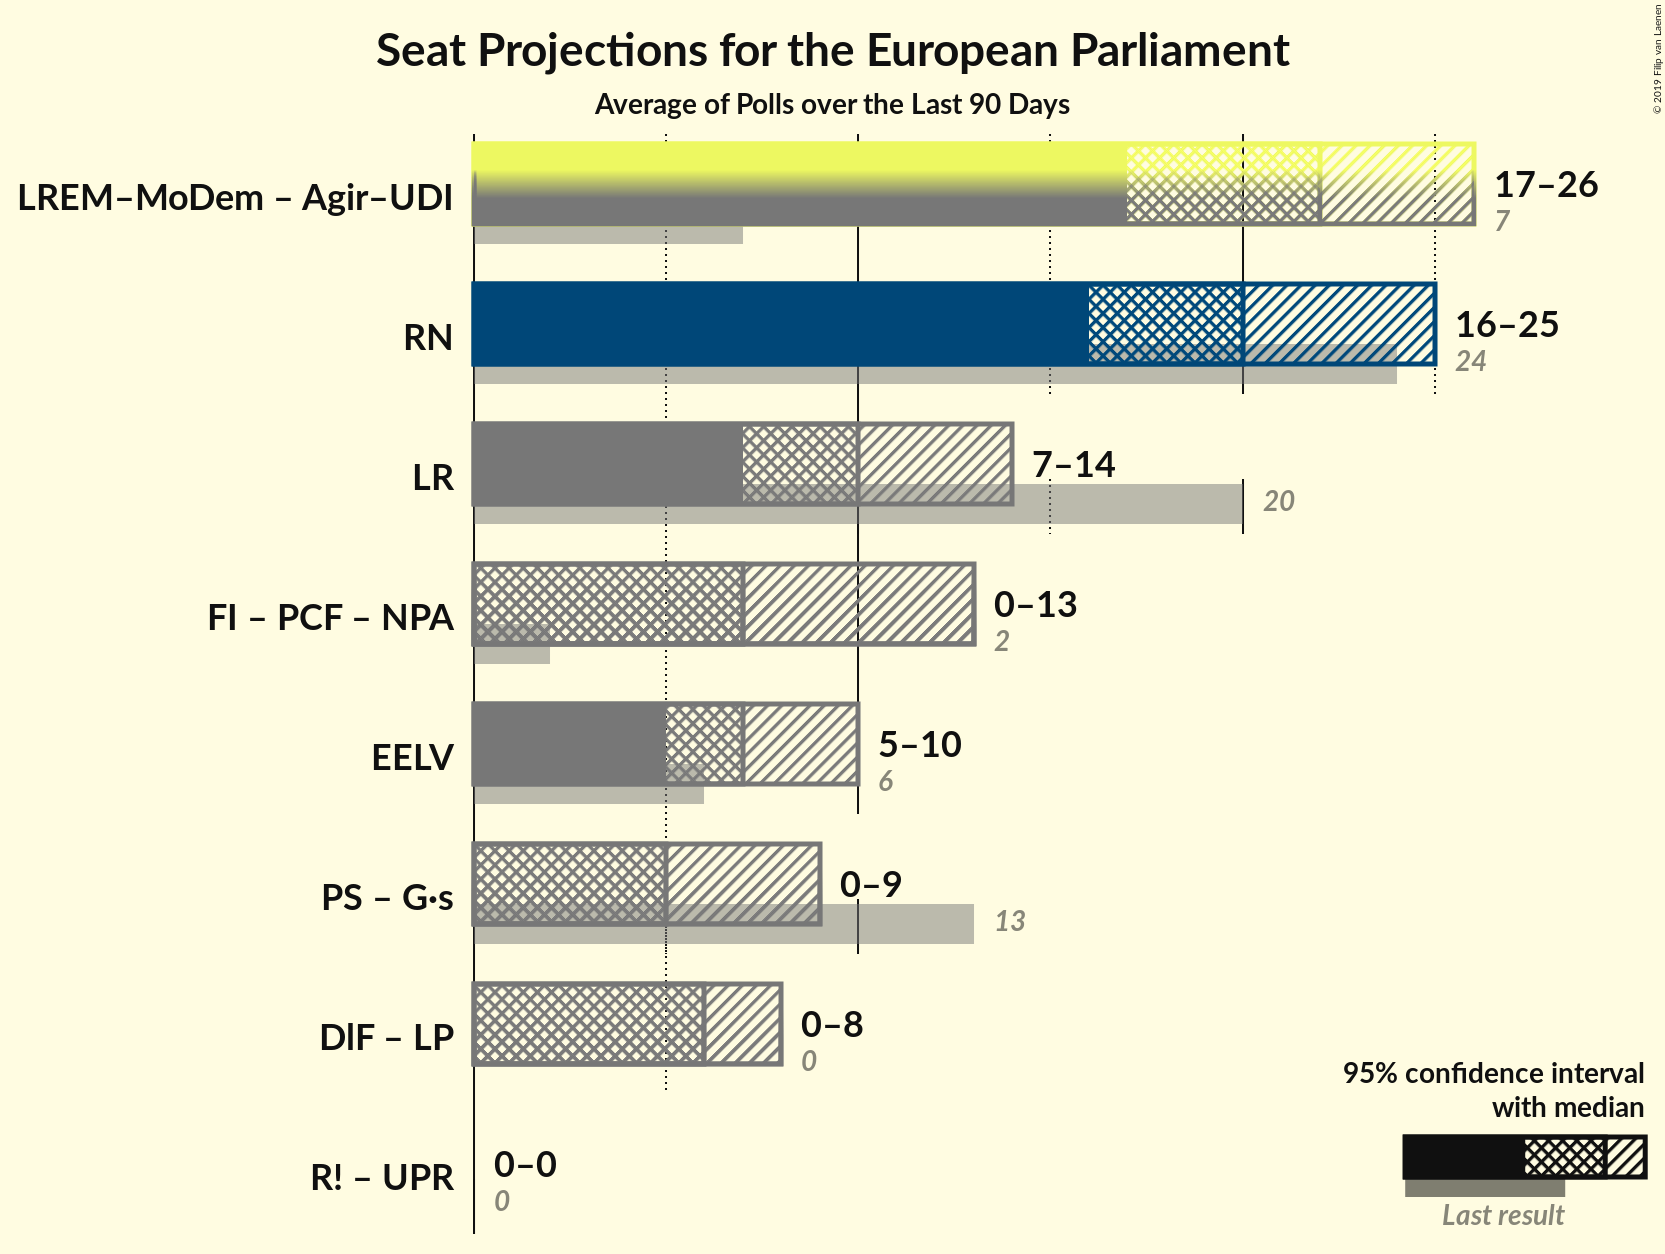 Seat Projections for the European Parliament
Average of Polls over the Last 90 Days
© 2019 Filip van Laenen
LREM–MoDem – Agir–UDI
17–26
7
RN
16–25
24
LR
7–14
20
FI – PCF – NPA
0–13
2
EELV
5–10
6
PS – G·s
0–9
13
DlF – LP
0–8
0
R! – UPR
0–0
0
95% confidence interval
with median
Last result